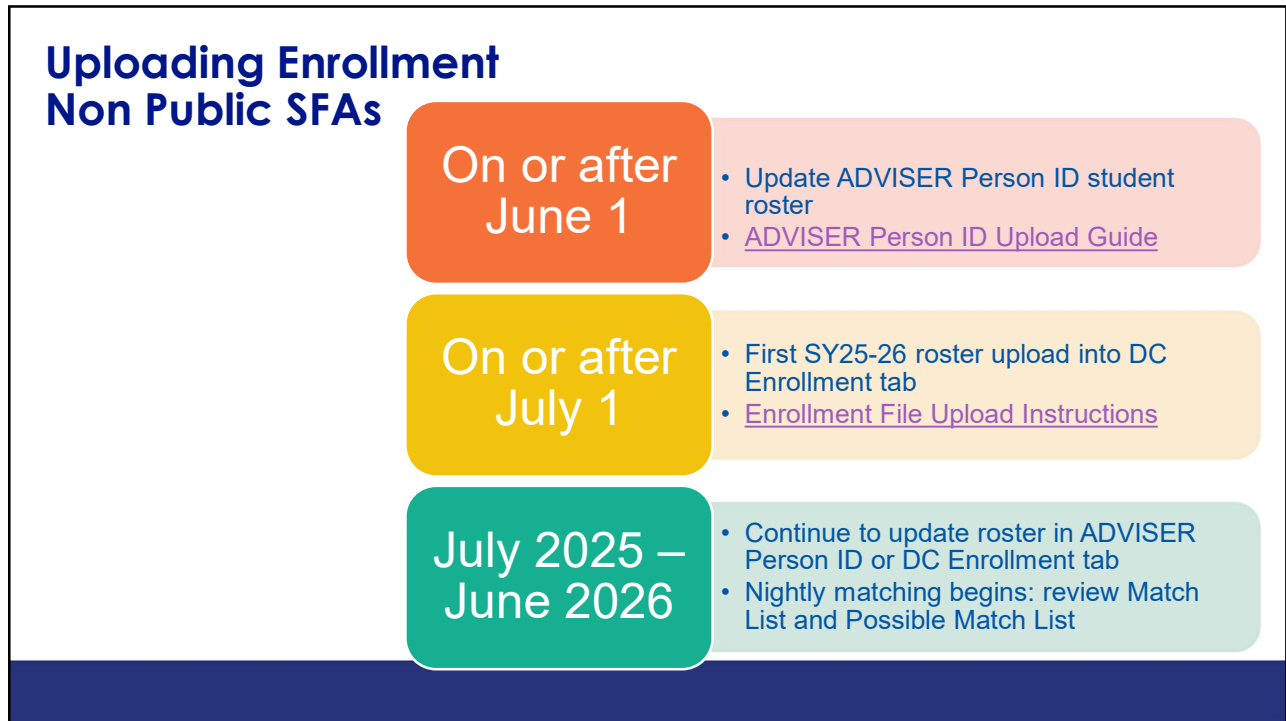 Uploading Enrollment
Non Public SFAs
On or after
June 1
• Update ADVISER Person ID student
roster
• ADVISER Person ID Upload Guide
On or after
July 1
• First SY25-26 roster upload into DC
Enrollment tab
• Enrollment File Upload Instructions
July 2025 –
June 2026
• Continue to update roster in ADVISER
Person ID or DC Enrollment tab
• Nightly matching begins: review Match
List and Possible Match List